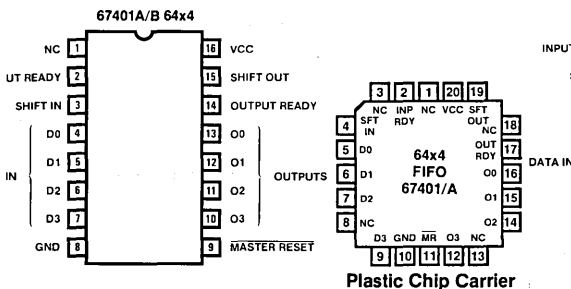 67401A/B 64x4
NC 1
16 VCC
UT READY 2
15 SHIFT OUT
SHIFT IN 3
14 OUTPUT READY
D0 4
13 O0
D1 5
12 O1
IN
OUTPUTS
D2 6
11 O2
D3 7
10 O3
GND 8
9 MASTER RESET
INPU
3 2 1 20 19
NC INP RDY NC VCC SFT OUT
4 SFT IN
NC 18
5 D0
OUT RDY 17
6 D1
O0 16
7 D2
O1 15
8 NC
O2 14
64x4
FIFO
67401/A
DATA IN
D3 GND MR O3 NC
9 10 11 12 13
Plastic Chip Carrier